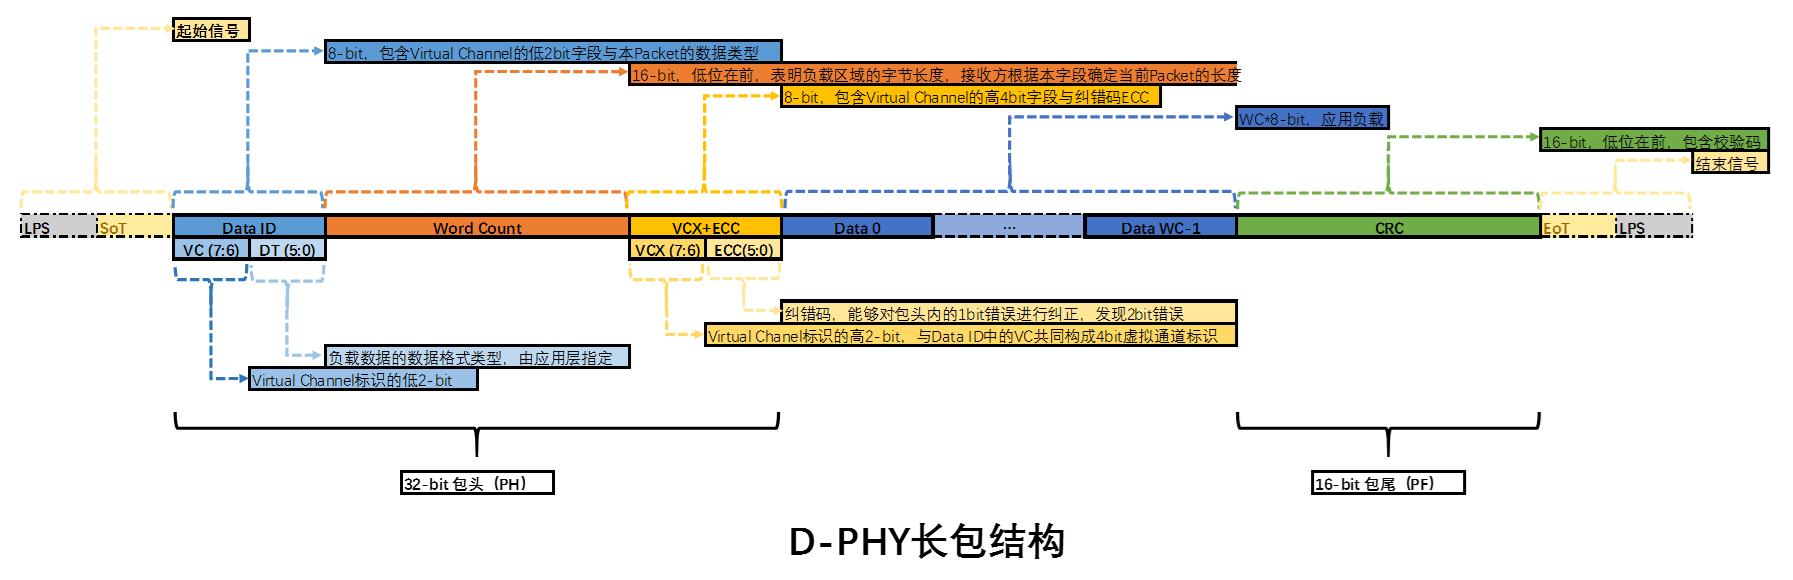 起始信号
8-bit，包含Virtual Channel的低2bit字段与本Packet的数据类型
16-bit，低位在前，表明负载区域的字节长度，接收方根据本字段确定当前Packet的长度
8-bit，包含Virtual Channel的高4bit字段与纠错码ECC
WC*8-bit，应用负载
16-bit，低位在前，包含校验码
结束信号
LPS SoT Data ID Word Count VCX+ECC Data 0 ... Data WC-1 CRC EoT LPS
VC (7:6) DT (5:0) VCX (7:6) ECC(5:0)
纠错码，能够对包头内的1bit错误进行纠正，发现2bit错误
Virtual Chanel标识的高2-bit，与Data ID中的VC共同构成4bit虚拟通道标识
负载数据的数据格式类型，由应用层指定
Virtual Channel标识的低2-bit
32-bit 包头（PH） 16-bit 包尾（PF）
D-PHY长包结构